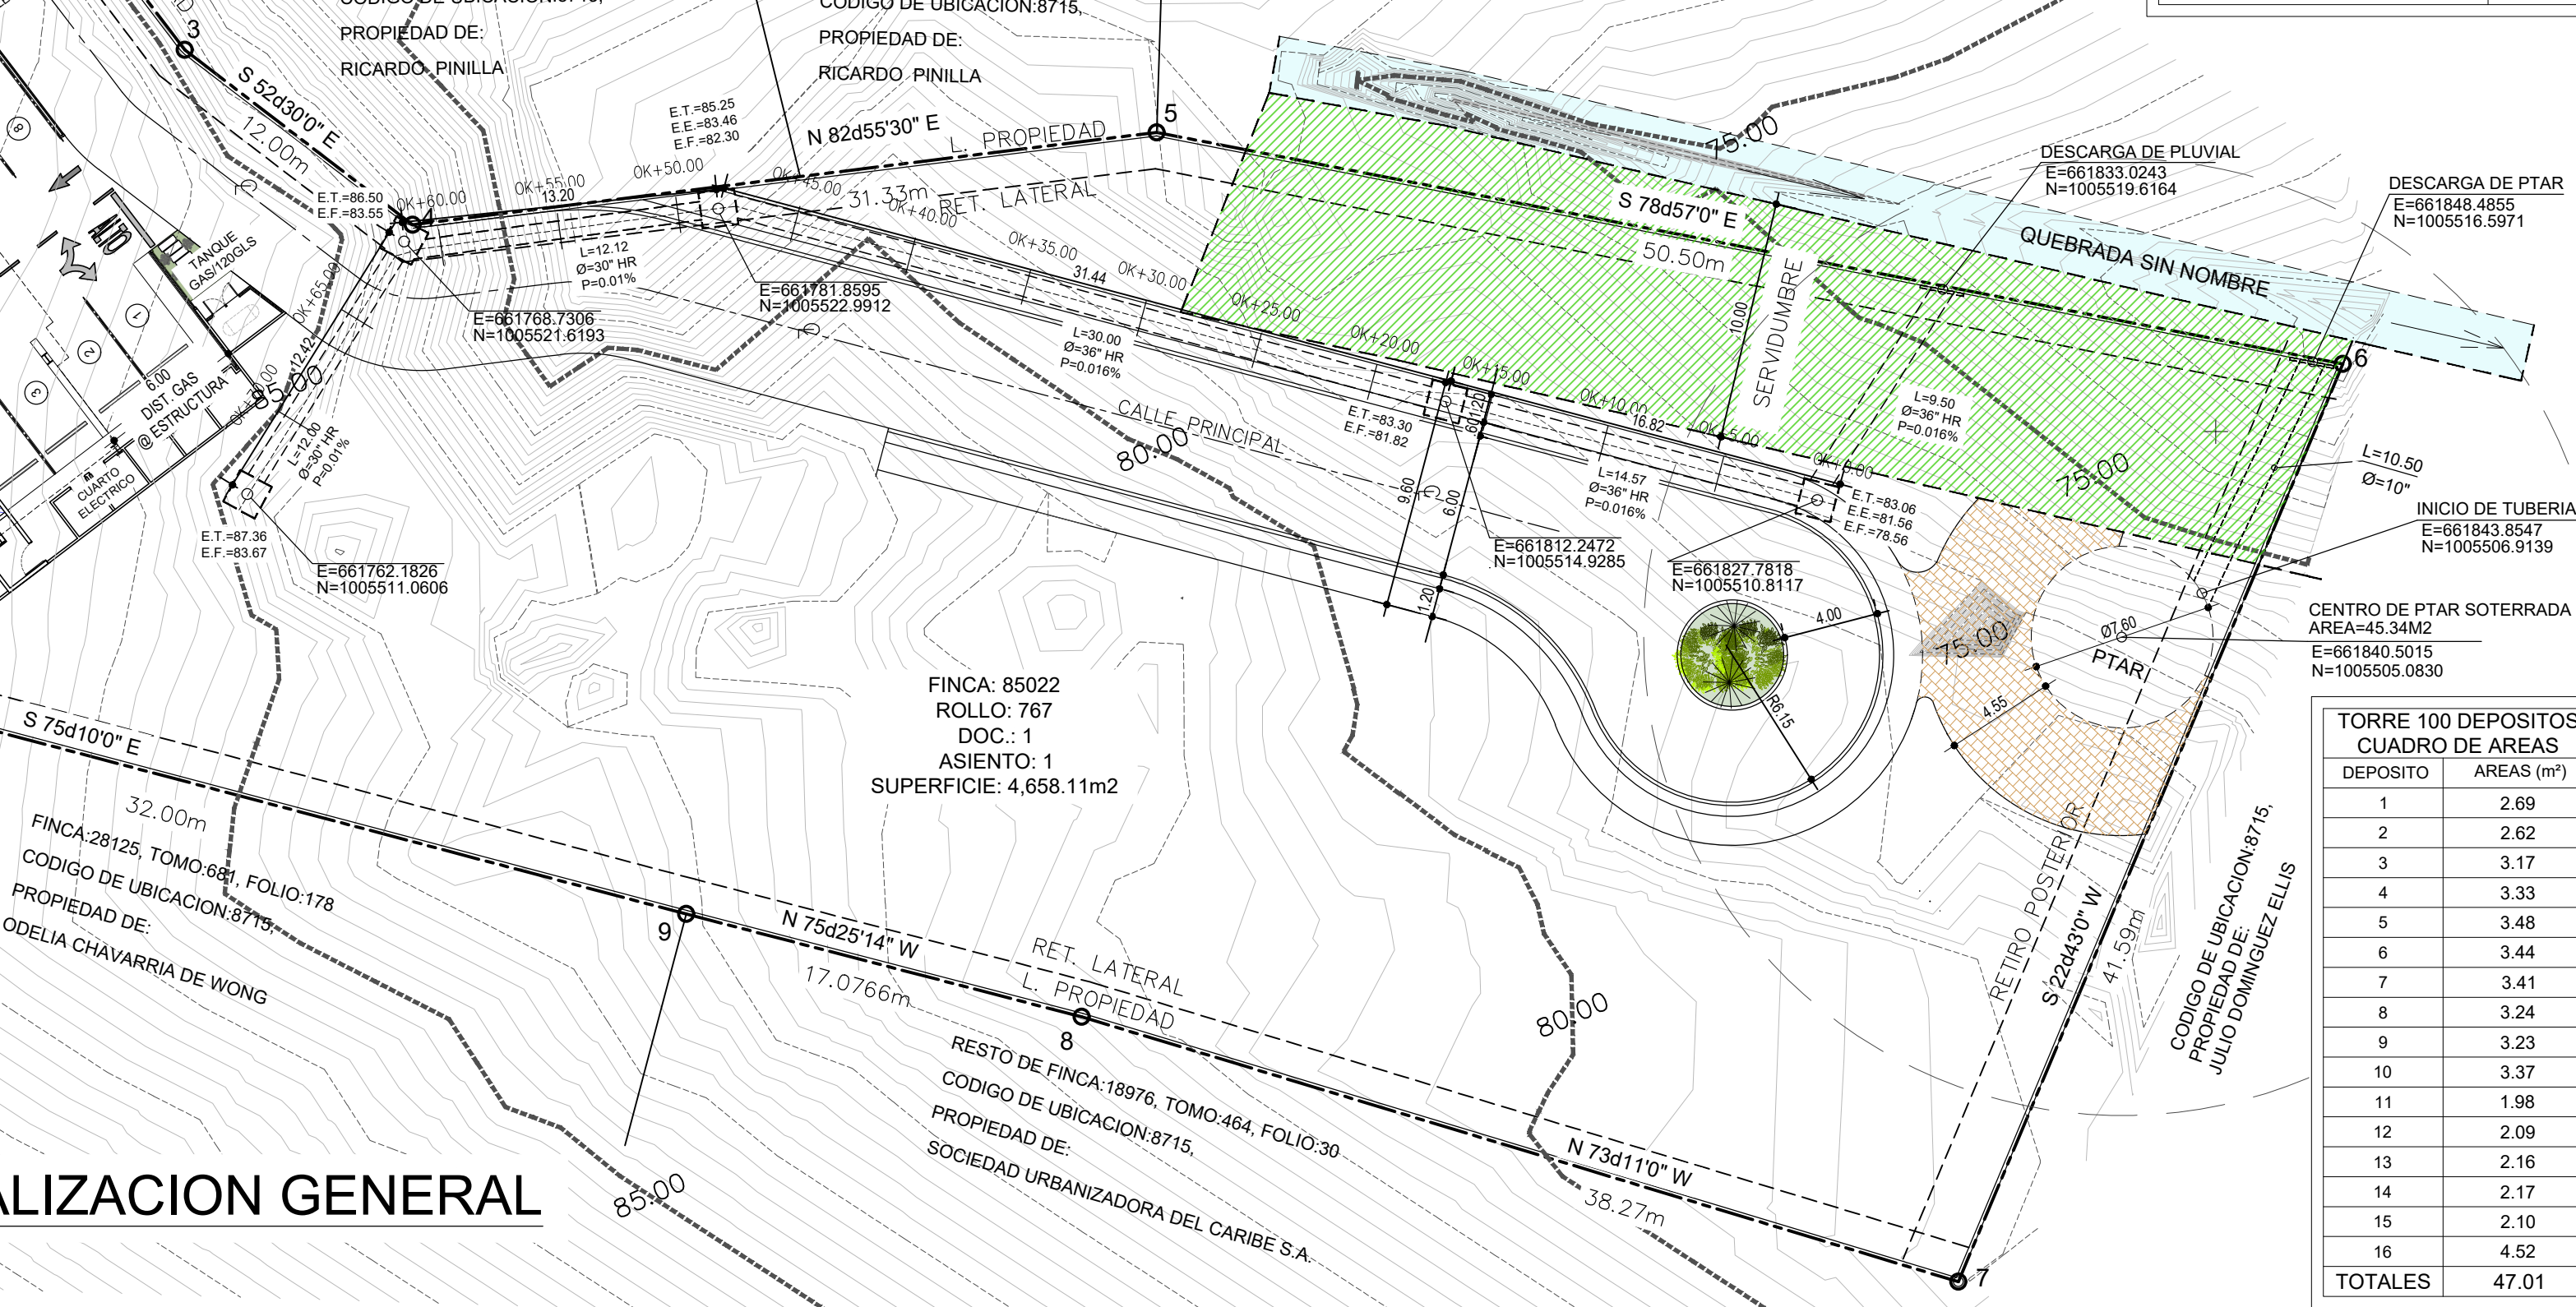 PROPIEDAD DE:
RICARDO PINILLA
CODIGO DE UBICACION:8715,
PROPIEDAD DE:
RICARDO PINILLA
3
S 52d30'0" E
12.00m
E.T.=85.25
E.E.=83.46
E.F.=82.30
N 82d55'30" E
L. PROPIEDAD
31.33m
RET. LATERAL
5
75.00
DESCARGA DE PLUVIAL
E=661833.0243
N=1005519.6164
DESCARGA DE PTAR
E=661848.4855
N=1005516.5971
QUEBRADA SIN NOMBRE
S 78d57'0" E
50.50m
SERVIDUMBRE
10.00
6
8
1
2
3
TANQUE
GAS/120GLS
6.00
DIST. GAS
@ ESTRUCTURA
CUARTO
ELECTRICO
E.T.=86.50
E.F.=83.55
4
0K+60.00
0K+55.00
13.20
0K+50.00
0K+45.00
0K+40.00
0K+35.00
31.44
0K+30.00
0K+25.00
0K+20.00
0K+15.00
0K+10.00
16.82
0K+5.00
0K+0.00
0K+65.00
12.42
0K+70.00
85.00
L=12.00
Ø=30" HR
P=0.01%
L=12.12
Ø=30" HR
P=0.01%
E=661768.7306
N=1005521.6193
E=661781.8595
N=1005522.9912
L=30.00
Ø=36" HR
P=0.016%
CALLE PRINCIPAL
80.00
E.T.=83.30
E.F.=81.82
9.60
6.00
1.20
.60
1.20
L=14.57
Ø=36" HR
P=0.016%
L=9.50
Ø=36" HR
P=0.016%
E.T.=83.06
E.E.=81.56
E.F.=78.56
E=661812.2472
N=1005514.9285
E=661827.7818
N=1005510.8117
E.T.=87.36
E.F.=83.67
E=661762.1826
N=1005511.0606
75.00
L=10.50
Ø=10"
INICIO DE TUBERIA
E=661843.8547
N=1005506.9139
CENTRO DE PTAR SOTERRADA
AREA=45.34M2
E=661840.5015
N=1005505.0830
4.00
R6.15
75.00
Ø7.60
PTAR
4.55
FINCA: 85022
ROLLO: 767
DOC.: 1
ASIENTO: 1
SUPERFICIE: 4,658.11m2
S 75d10'0" E
32.00m
FINCA:28125, TOMO:681, FOLIO:178
CODIGO DE UBICACION:8715,
PROPIEDAD DE:
ODELIA CHAVARRIA DE WONG
9
N 75d25'14" W
17.0766m
RET. LATERAL
L. PROPIEDAD
8
RESTO DE FINCA:18976, TOMO:464, FOLIO:30
CODIGO DE UBICACION:8715,
PROPIEDAD DE:
SOCIEDAD URBANIZADORA DEL CARIBE S.A.
80.00
85.00
N 73d11'0" W
38.27m
7
RETIRO POSTERIOR
S 22d43'0" W
41.59m
CODIGO DE UBICACION:8715,
PROPIEDAD DE:
JULIO DOMINGUEZ ELLIS
ALIZACION GENERAL
TORRE 100 DEPOSITOS
CUADRO DE AREAS
DEPOSITO AREAS (m²)
1 2.69
2 2.62
3 3.17
4 3.33
5 3.48
6 3.44
7 3.41
8 3.24
9 3.23
10 3.37
11 1.98
12 2.09
13 2.16
14 2.17
15 2.10
16 4.52
TOTALES 47.01